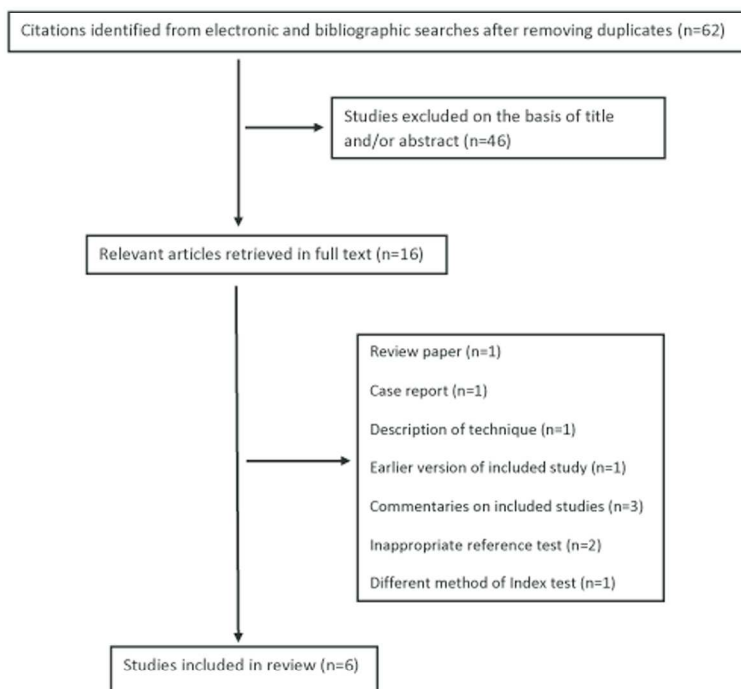 Citations identified from electronic and bibliographic searches after removing duplicates (n=62)
Studies excluded on the basis of title
and/or abstract (n=46)
Relevant articles retrieved in full text (n=16)
Review paper (n=1)
Case report (n=1)
Description of technique (n=1)
Earlier version of included study (n=1)
Commentaries on included studies (n=3)
Inappropriate reference test (n=2)
Different method of Index test (n=1)
Studies included in review (n=6)